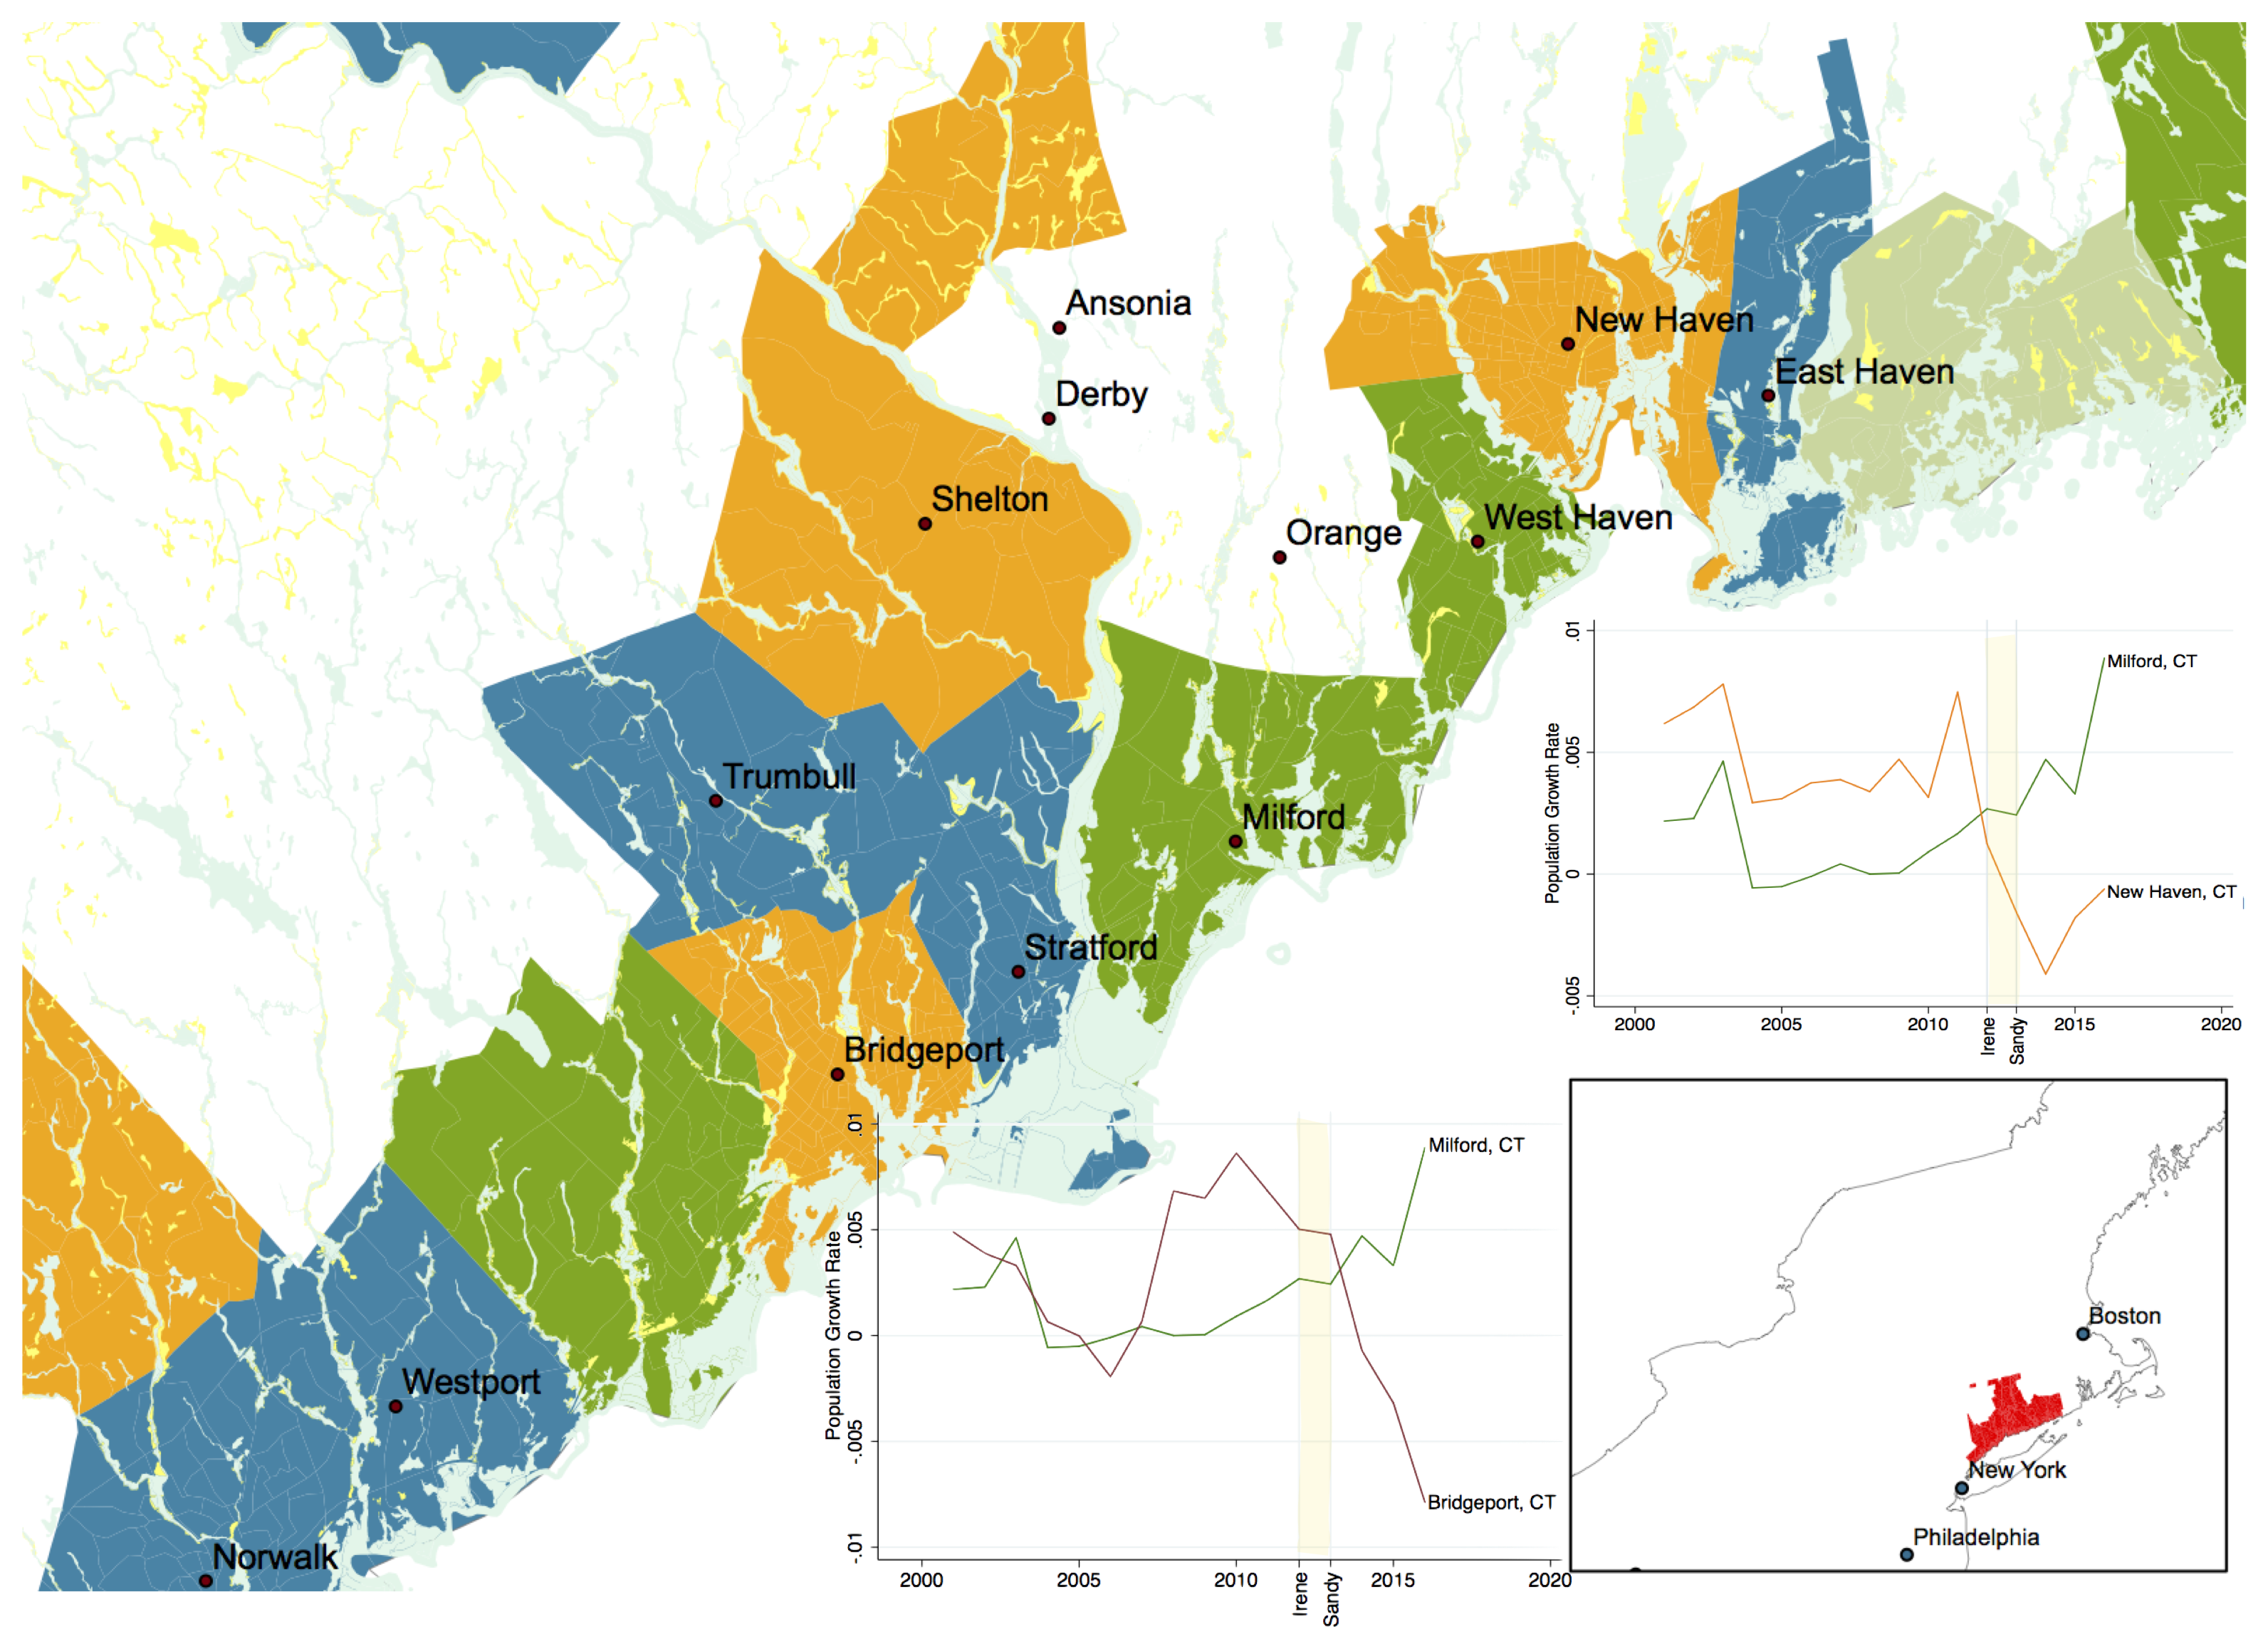 Ansonia
New Haven
East Haven
Derby
Shelton
West Haven
Orange
Trumbull
Milford
Stratford
Bridgeport
Westport
Norwalk
Population Growth Rate
.01
.005
0
-.005
Milford, CT
New Haven, CT
2000
2005
2010
Irene
Sandy
2015
2020
Population Growth Rate
.01
.005
0
-.005
-.01
Milford, CT
Bridgeport, CT
2000
2005
2010
Irene
Sandy
2015
2020
Boston
New York
Philadelphia